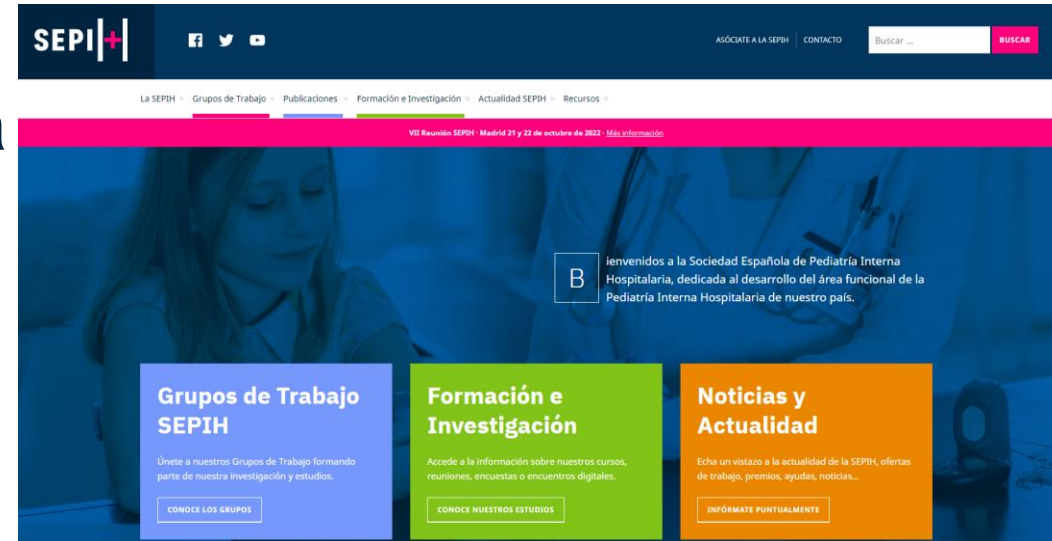 SEPIH
ASÓCIATE A LA SEPIH CONTACTO Buscar ... BUSCAR
La SEPIH + Grupos de Trabajo + Publicaciones + Formación e Investigación + Actualidad SEPIH + Recursos +
VII Reunión SEPIH · Madrid 21 y 22 de octubre de 2022 · Más información
Bienvenidos a la Sociedad Española de Pediatría Interna
Hospitalaria, dedicada al desarrollo del área funcional de la
Pediatría Interna Hospitalaria de nuestro país.
Grupos de Trabajo
SEPIH
Únete a nuestros Grupos de Trabajo formando
parte de nuestra investigación y estudios.
CONOCE LOS GRUPOS
Formación e
Investigación
Accede a la información sobre nuestros cursos,
reuniones, encuestas o encuentros digitales.
CONOCE NUESTROS ESTUDIOS
Noticias y
Actualidad
Echa un vistazo a la actualidad de la SEPIH, ofertas
de trabajo, premios, ayudas, noticias...
INFÓRMATE PUNTUALMENTE